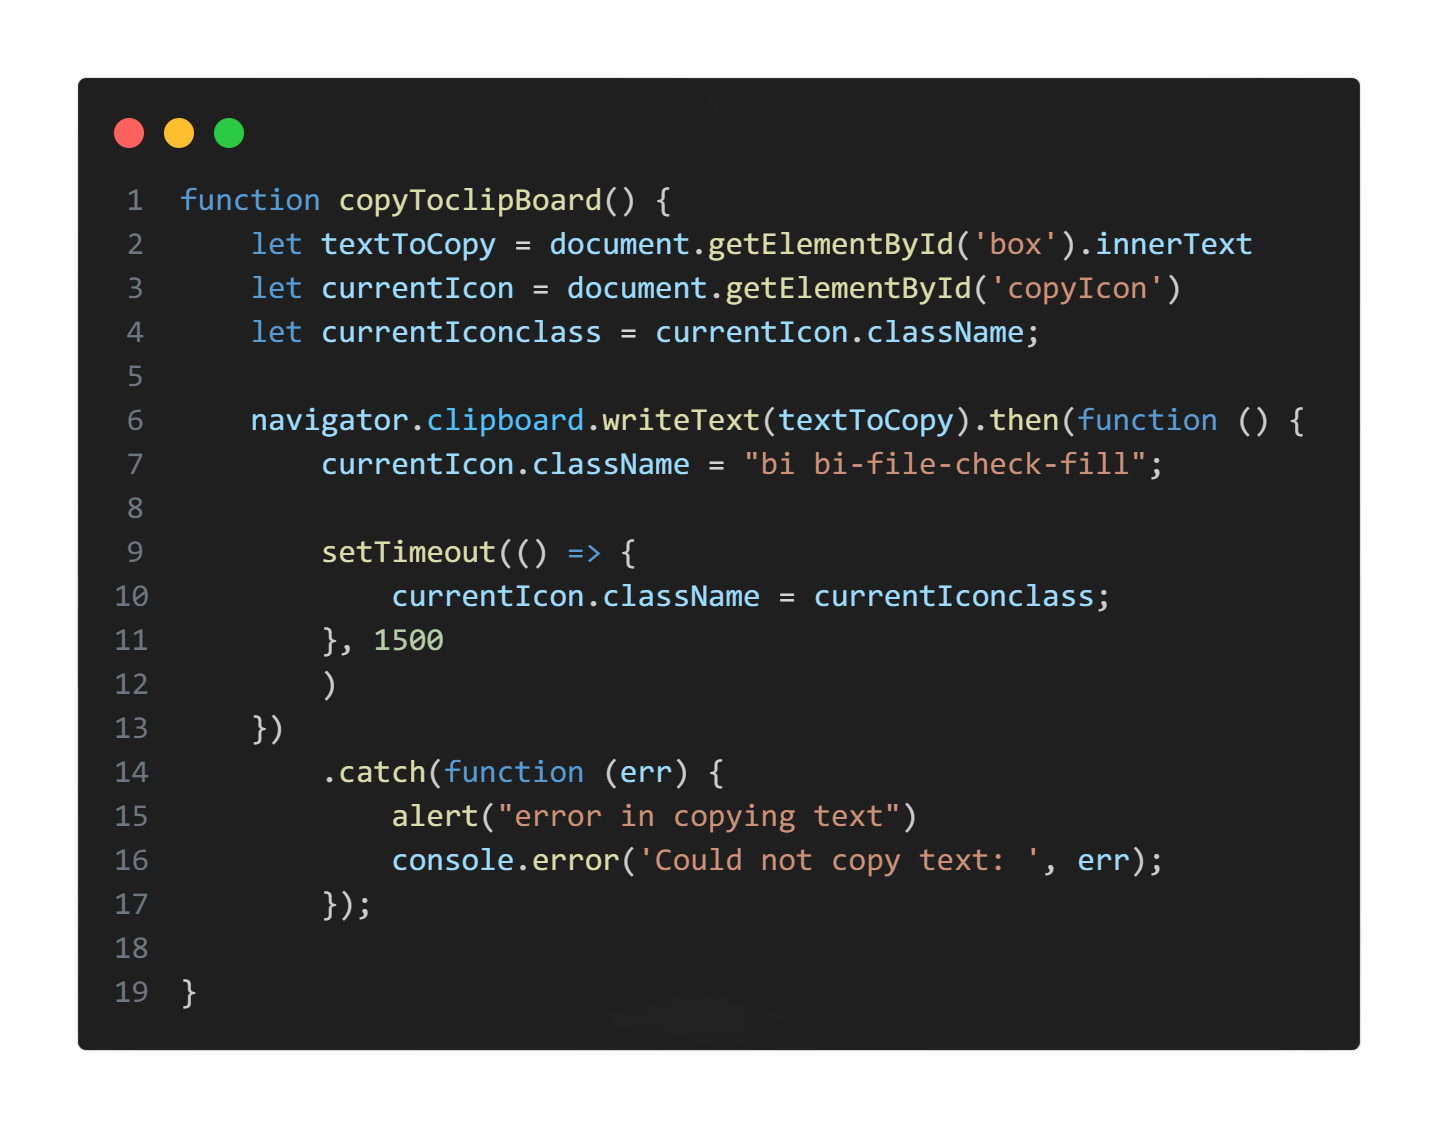 1 function copyToclipBoard() {
2     let textToCopy = document.getElementById('box').innerText
3     let currentIcon = document.getElementById('copyIcon')
4     let currentIconclass = currentIcon.className;
5
6     navigator.clipboard.writeText(textToCopy).then(function () {
7         currentIcon.className = "bi bi-file-check-fill";
8
9         setTimeout(() => {
10             currentIcon.className = currentIconclass;
11         }, 1500
12         )
13     })
14         .catch(function (err) {
15             alert("error in copying text")
16             console.error('Could not copy text: ', err);
17         });
18
19 }